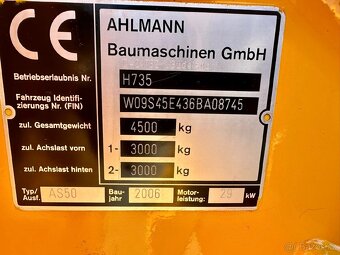 CE
AHLMANN
Baumaschinen GmbH
Betriebserlaubnis Nr. H735
Fahrzeug Identifi-
zierungs Nr. (FIN) W09S45E436BA08745
zul. Gesamtgewicht 4500 kg
zul. Achslast vorn 1- 3000 kg
zul. Achslast hinten 2- 3000 kg
Typ/
Ausf. AS50 Bau-
jahr 2006 Motor-
leistung: 29 kW